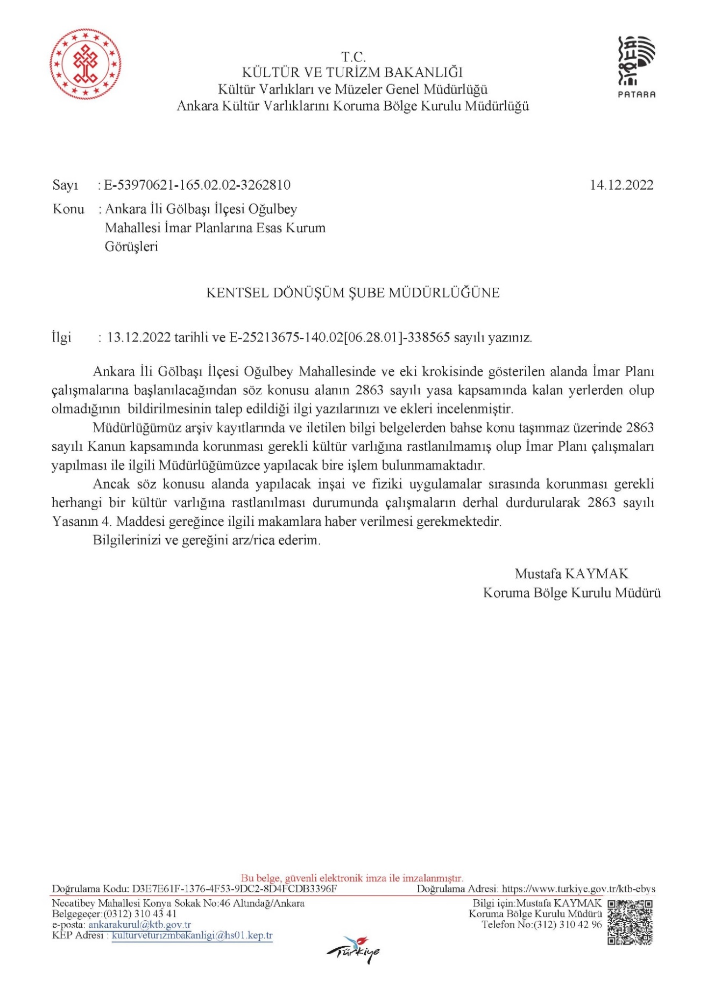 T.C.
KÜLTÜR VE TURİZM BAKANLIĞI
Kültür Varlıkları ve Müzeler Genel Müdürlüğü
Ankara Kültür Varlıklarını Koruma Bölge Kurulu Müdürlüğü
PATARA
Sayı : E-53970621-165.02.02-3262810 14.12.2022
Konu : Ankara İli Gölbaşı İlçesi Oğulbey
Mahallesi İmar Planlarına Esas Kurum
Görüşleri
KENTSEL DÖNÜŞÜM ŞUBE MÜDÜRLÜĞÜNE
İlgi : 13.12.2022 tarihli ve E-25213675-140.02[06.28.01]-338565 sayılı yazınız.
Ankara İli Gölbaşı İlçesi Oğulbey Mahallesinde ve eki krokisinde gösterilen alanda İmar Planı
çalışmalarına başlanılacağından söz konusu alanın 2863 sayılı yasa kapsamında kalan yerlerden olup
olmadığının bildirilmesinin talep edildiği ilgi yazılarınızı ve ekleri incelenmiştir.
Müdürlüğümüz arşiv kayıtlarında ve iletilen bilgi belgelerden bahse konu taşınmaz üzerinde 2863
sayılı Kanun kapsamında korunması gerekli kültür varlığına rastlanılmamış olup İmar Planı çalışmaları
yapılması ile ilgili Müdürlüğümüzce yapılacak bire işlem bulunmamaktadır.
Ancak söz konusu alanda yapılacak inşai ve fiziki uygulamalar sırasında korunması gerekli
herhangi bir kültür varlığına rastlanılması durumunda çalışmaların derhal durdurularak 2863 sayılı
Yasanın 4. Maddesi gereğince ilgili makamlara haber verilmesi gerekmektedir.
Bilgilerinizi ve gereğini arz/rica ederim.
Mustafa KAYMAK
Koruma Bölge Kurulu Müdürü
Bu belge, güvenli elektronik imza ile imzalanmıştır.
Doğrulama Kodu: D3E7E61F-1376-4F53-9DC2-8D4FCDB3396F Doğrulama Adresi: https://www.turkiye.gov.tr/ktb-ebys
Necatibey Mahallesi Konya Sokak No:46 Altındağ/Ankara Bilgi için:Mustafa KAYMAK
Belgegeçer:(0312) 310 43 41 Koruma Bölge Kurulu Müdürü
e-posta: ankarakurul@ktb.gov.tr Telefon No:(312) 310 42 96
KEP Adresi : kulturveturizmbakanligi@hs01.kep.tr
Türkiye